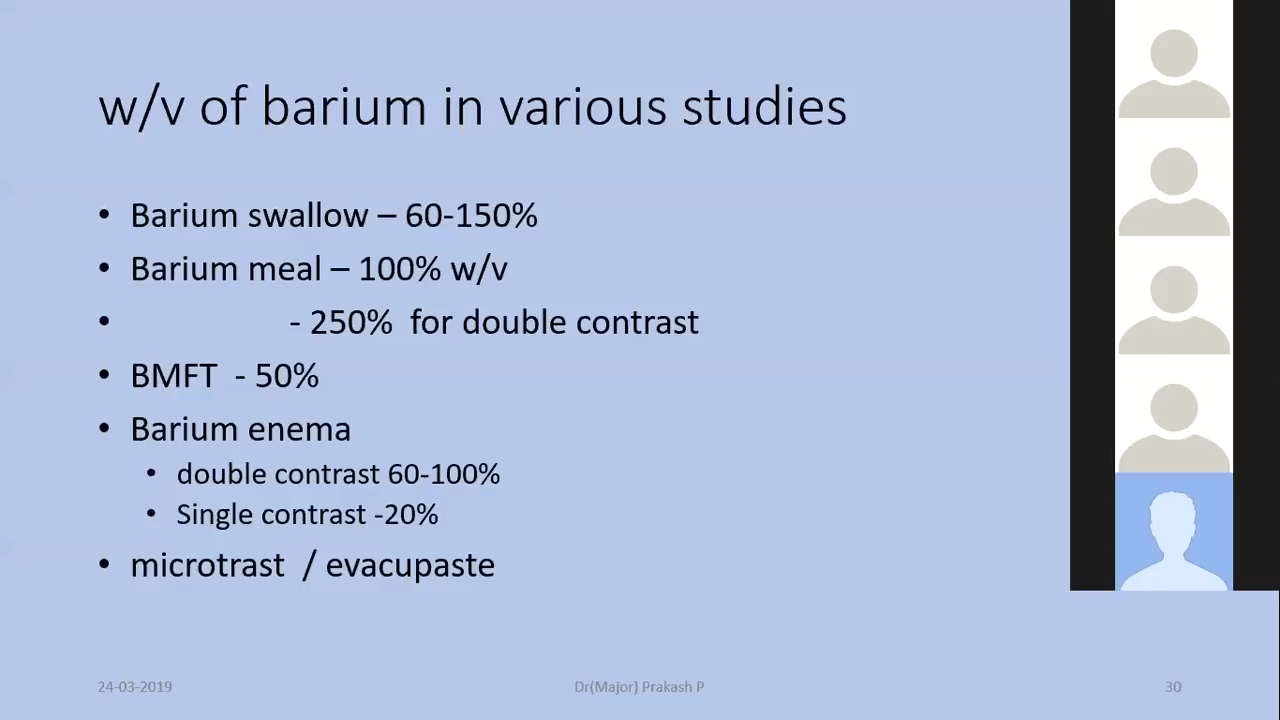 w/v of barium in various studies
• Barium swallow – 60-150%
• Barium meal – 100% w/v
• - 250% for double contrast
• BMFT - 50%
• Barium enema
• double contrast 60-100%
• Single contrast -20%
• microtrast / evacupaste
24-03-2019 Dr(Major) Prakash P 30